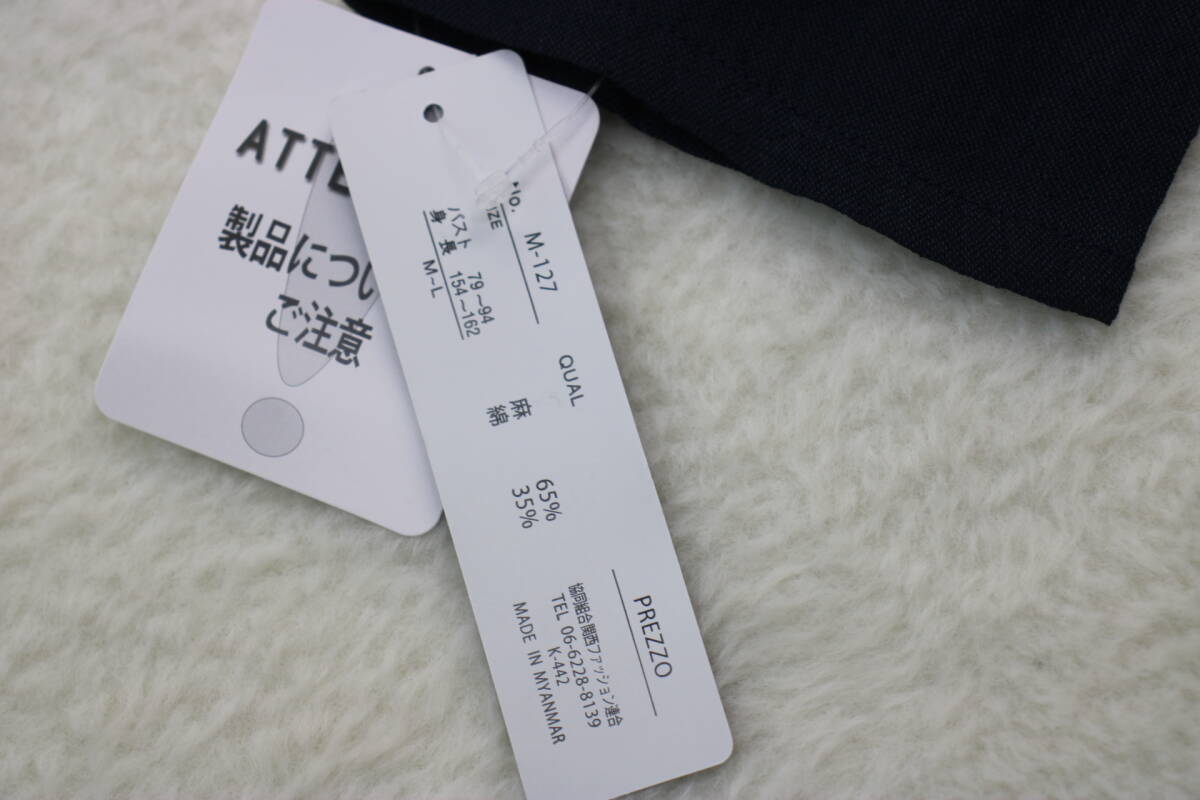 No. M-127
バスト 79~94
身長 154~162
M~L
QUAL
麻 65%
綿 35%
PREZZO
協同組合関西ファッション連合
TEL 06-6228-8139
K-442
MADE IN MYANMAR
製品につい
ご注意